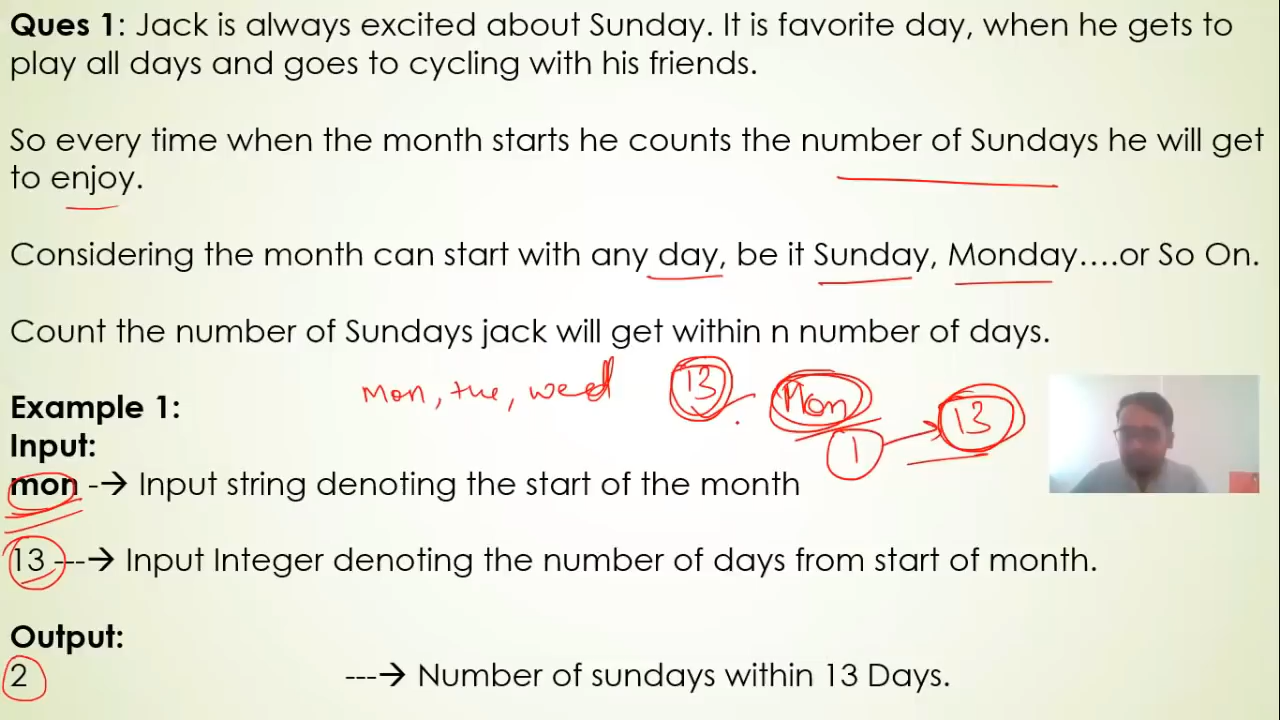 Ques 1: Jack is always excited about Sunday. It is favorite day, when he gets to
play all days and goes to cycling with his friends.
So every time when the month starts he counts the number of Sundays he will get
to enjoy.
Considering the month can start with any day, be it Sunday, Monday....or So On.
Count the number of Sundays jack will get within n number of days.
Mon, tue, wed 13 Mon 13
1
Example 1:
Input:
mon -→ Input string denoting the start of the month
13 ---→ Input Integer denoting the number of days from start of month.
Output:
2 ---→ Number of sundays within 13 Days.